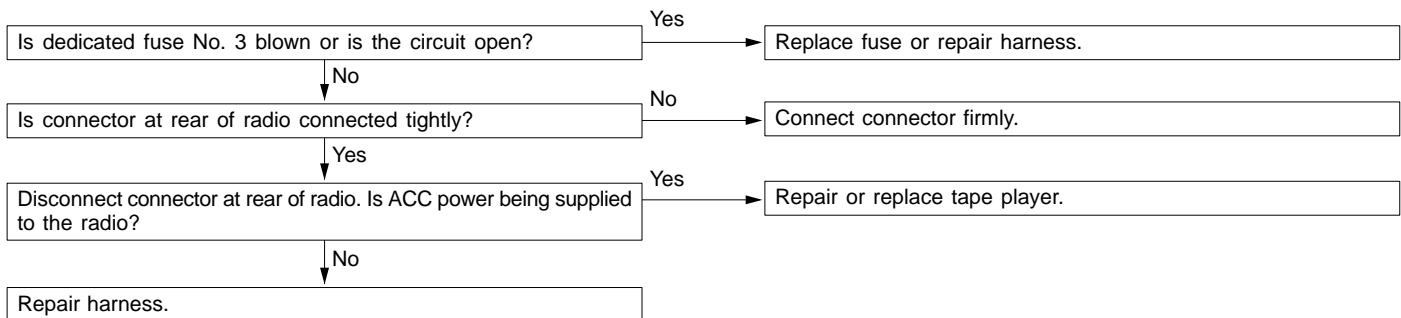 Is dedicated fuse No. 3 blown or is the circuit open?
Yes
Replace fuse or repair harness.
No
Is connector at rear of radio connected tightly?
No
Connect connector firmly.
Yes
Disconnect connector at rear of radio. Is ACC power being supplied
to the radio?
Yes
Repair or replace tape player.
No
Repair harness.